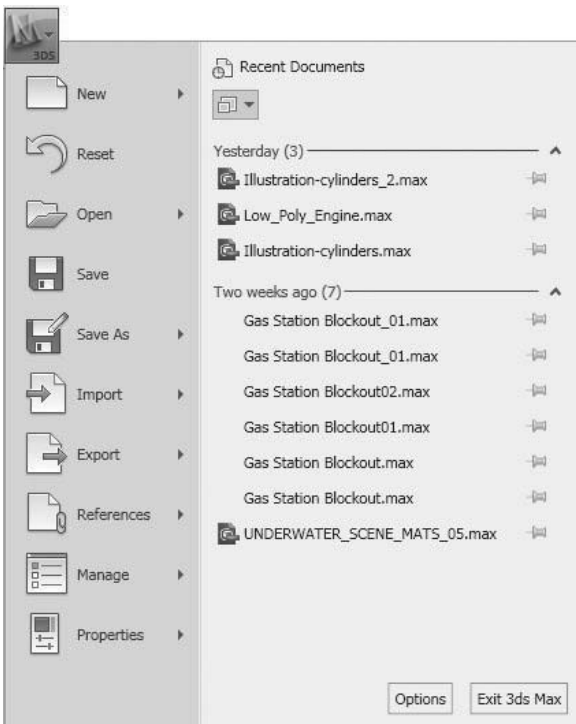 3DS
New
Reset
Open
Save
Save As
Import
Export
References
Manage
Properties
Recent Documents
Yesterday (3)
Illustration-cylinders_2.max
Low_Poly_Engine.max
Illustration-cylinders.max
Two weeks ago (7)
Gas Station Blockout_01.max
Gas Station Blockout_01.max
Gas Station Blockout02.max
Gas Station Blockout01.max
Gas Station Blockout.max
Gas Station Blockout.max
UNDERWATER_SCENE_MATS_05.max
Options
Exit 3ds Max